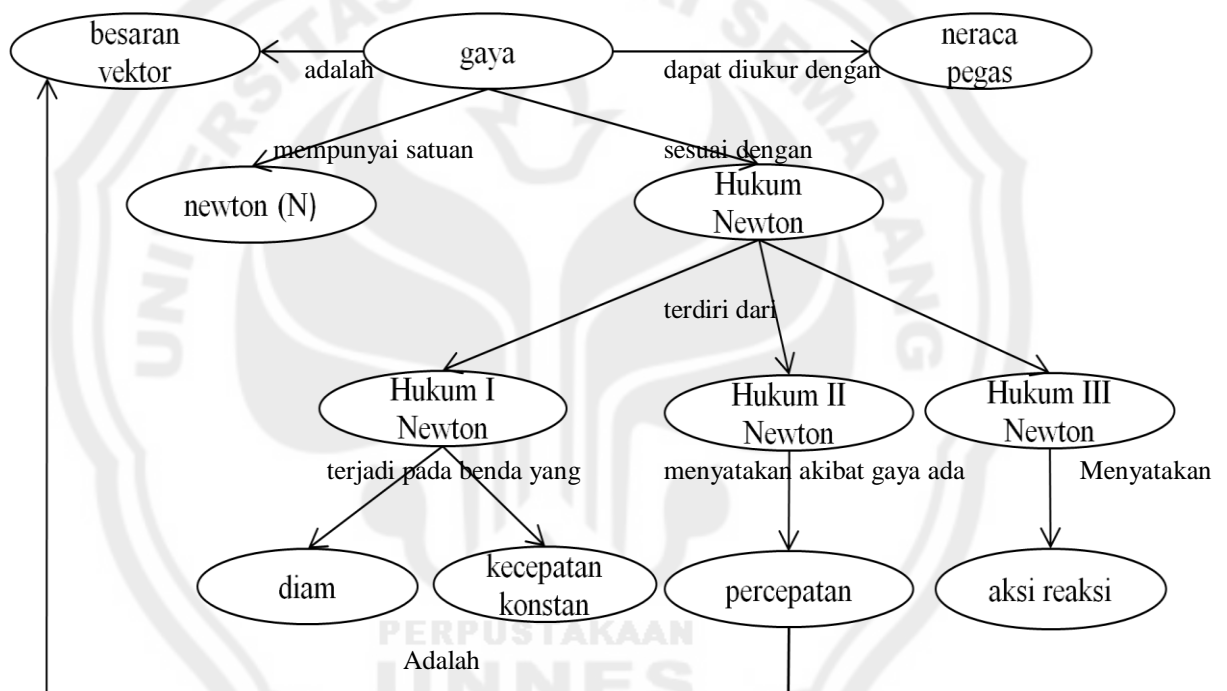 besaran
vektor
adalah
gaya
dapat diukur dengan
neraca
pegas
mempunyai satuan
sesuai dengan
newton (N)
Hukum
Newton
terdiri dari
Hukum I
Newton
Hukum II
Newton
Hukum III
Newton
terjadi pada benda yang
menyatakan akibat gaya ada
Menyatakan
diam
kecepatan
konstan
percepatan
aksi reaksi
PERPUSTAKAAN
UNNES
Adalah